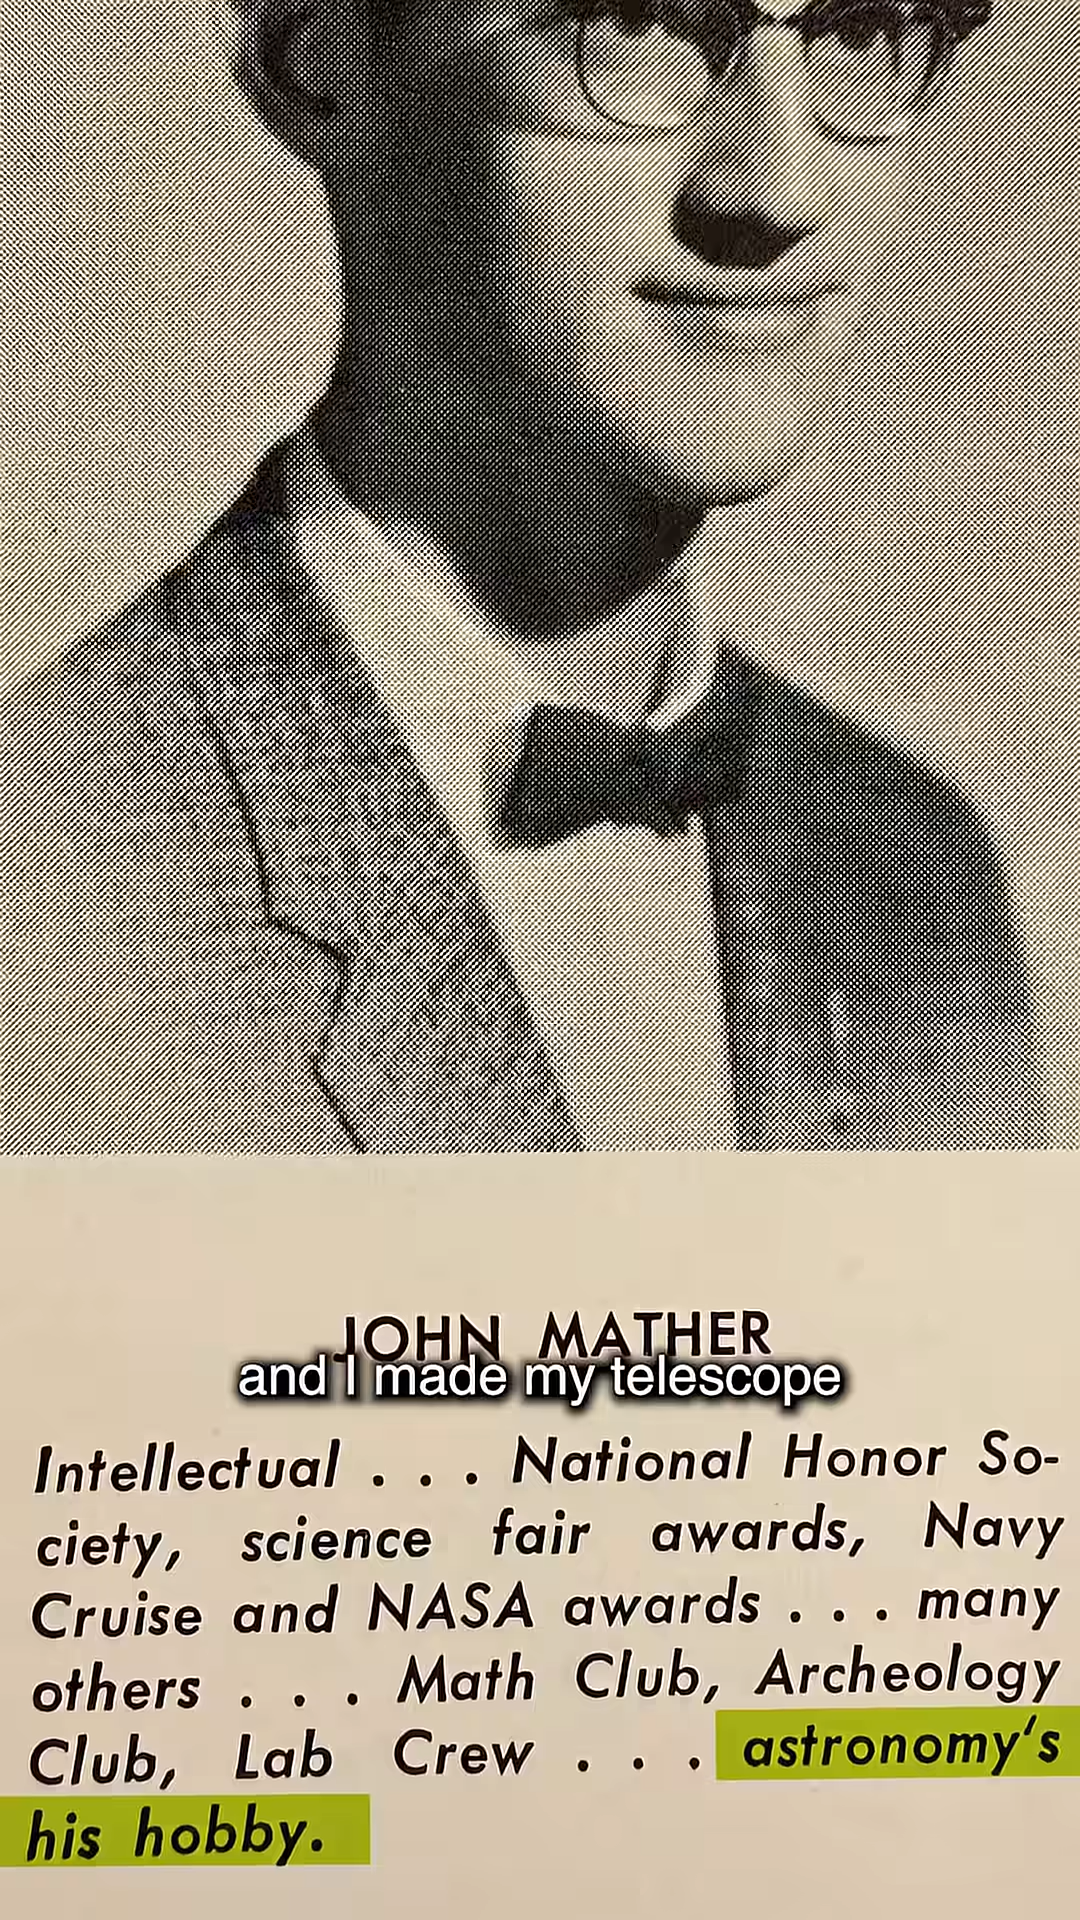 JOHN MATHER
and I made my telescope
Intellectual . . . National Honor So-
ciety, science fair awards, Navy
Cruise and NASA awards . . . many
others . . . Math Club, Archeology
Club, Lab Crew . . . astronomy's
his hobby.